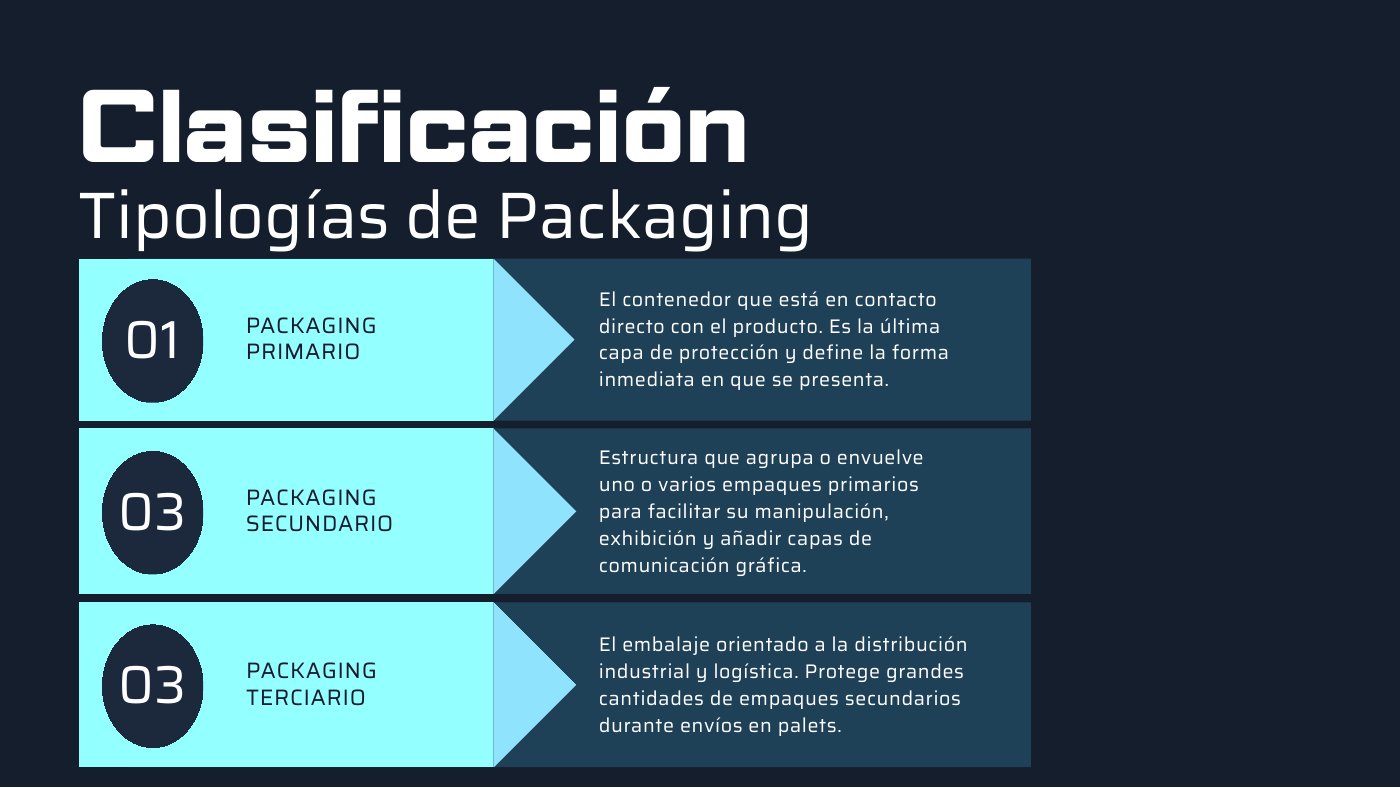 Clasificación
Tipologías de Packaging
01
PACKAGING
PRIMARIO
El contenedor que está en contacto
directo con el producto. Es la última
capa de protección y define la forma
inmediata en que se presenta.
03
PACKAGING
SECUNDARIO
Estructura que agrupa o envuelve
uno o varios empaques primarios
para facilitar su manipulación,
exhibición y añadir capas de
comunicación gráfica.
03
PACKAGING
TERCIARIO
El embalaje orientado a la distribución
industrial y logística. Protege grandes
cantidades de empaques secundarios
durante envíos en palets.